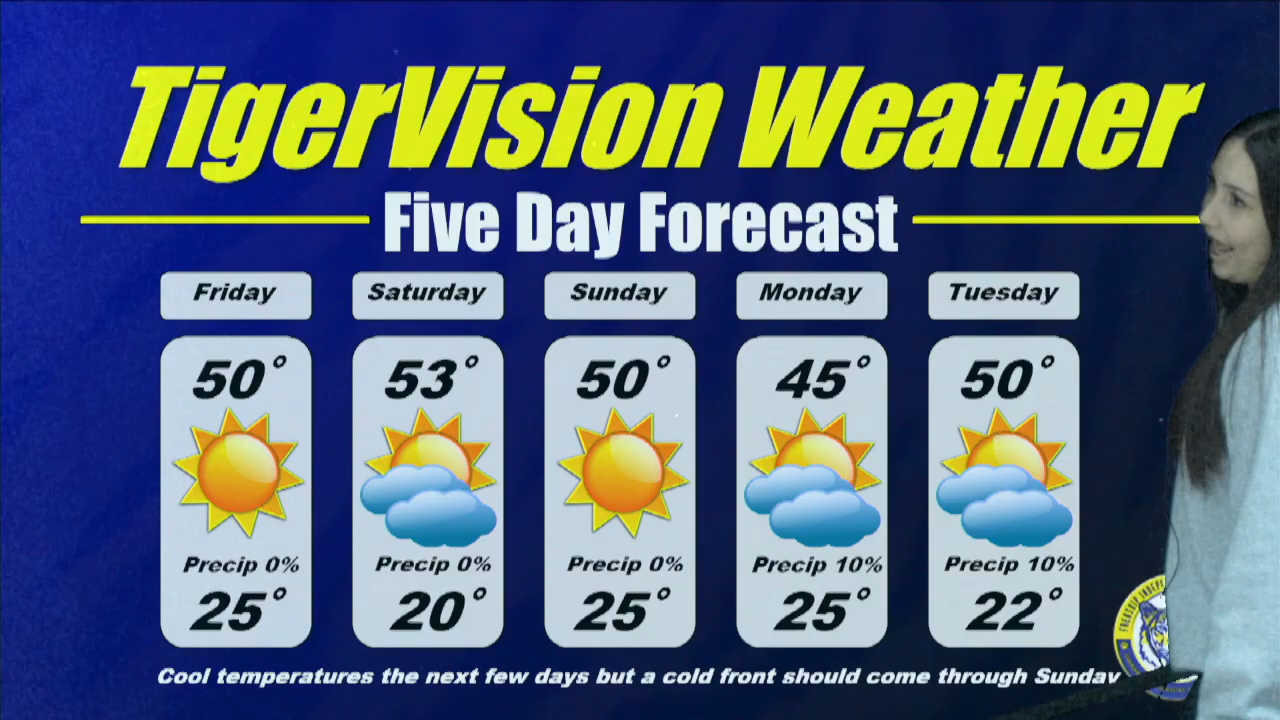 TigerVision Weather
Five Day Forecast
Friday Saturday Sunday Monday Tuesday
50° 53° 50° 45° 50°
Precip 0% Precip 0% Precip 0% Precip 10% Precip 10%
25° 20° 25° 25° 22°
Cool temperatures the next few days but a cold front should come through Sunday
FRENSHIP